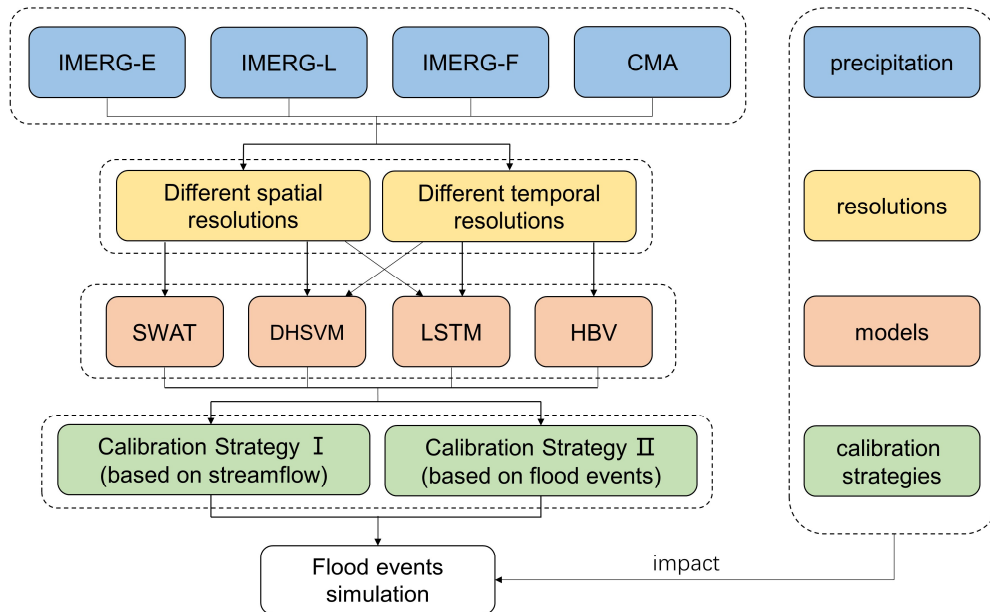 IMERG-E
IMERG-L
IMERG-F
CMA
precipitation
Different spatial
resolutions
Different temporal
resolutions
resolutions
SWAT
DHSVM
LSTM
HBV
models
Calibration Strategy Ⅰ
(based on streamflow)
Calibration Strategy Ⅱ
(based on flood events)
calibration
strategies
Flood events
simulation
impact